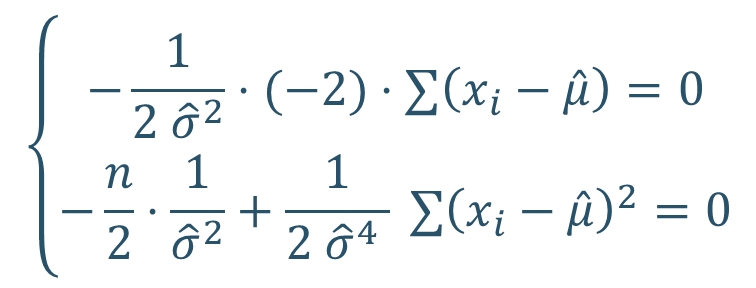 −1/(2 σ̂²) · (−2) · ∑(xᵢ − μ̂) = 0
−n/2 · 1/σ̂² + 1/(2 σ̂⁴) ∑(xᵢ − μ̂)² = 0